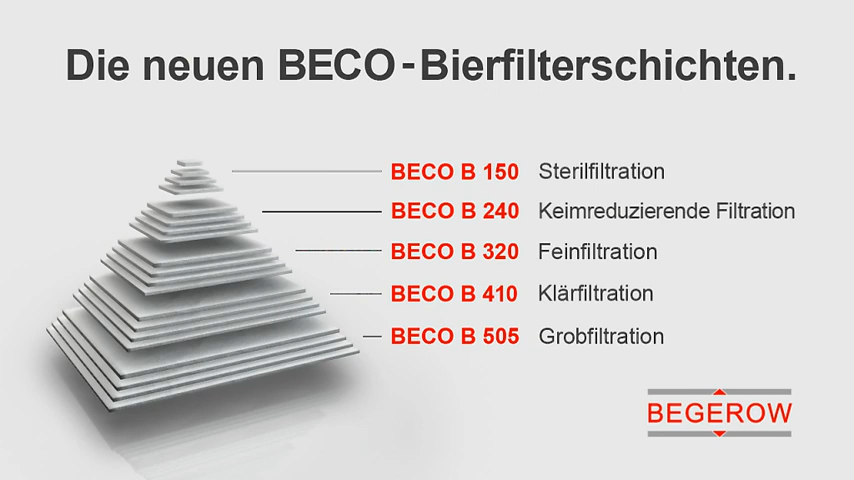 Die neuen BECO-Bierfilterschichten.
BECO B 150 Sterilfiltration
BECO B 240 Keimreduzierende Filtration
BECO B 320 Feinfiltration
BECO B 410 Klärfiltration
BECO B 505 Grobfiltration
BEGEROW